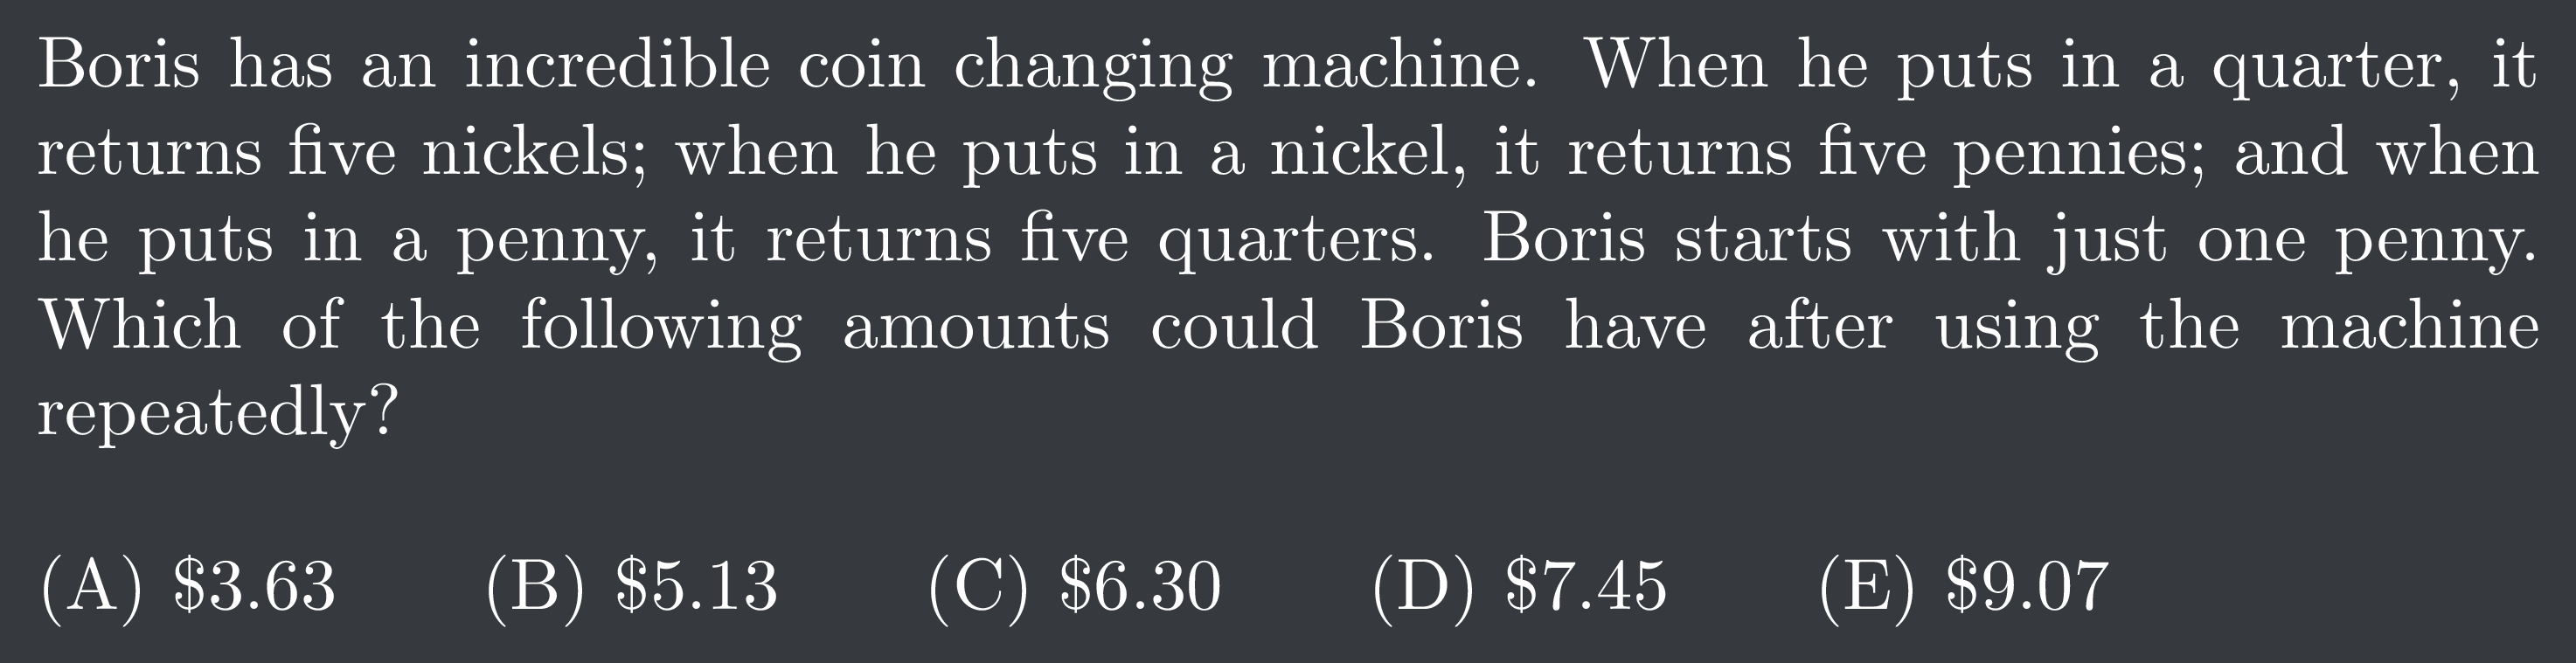 Boris has an incredible coin changing machine. When he puts in a quarter, it
returns five nickels; when he puts in a nickel, it returns five pennies; and when
he puts in a penny, it returns five quarters. Boris starts with just one penny.
Which of the following amounts could Boris have after using the machine
repeatedly?
(A) $3.63 (B) $5.13 (C) $6.30 (D) $7.45 (E) $9.07